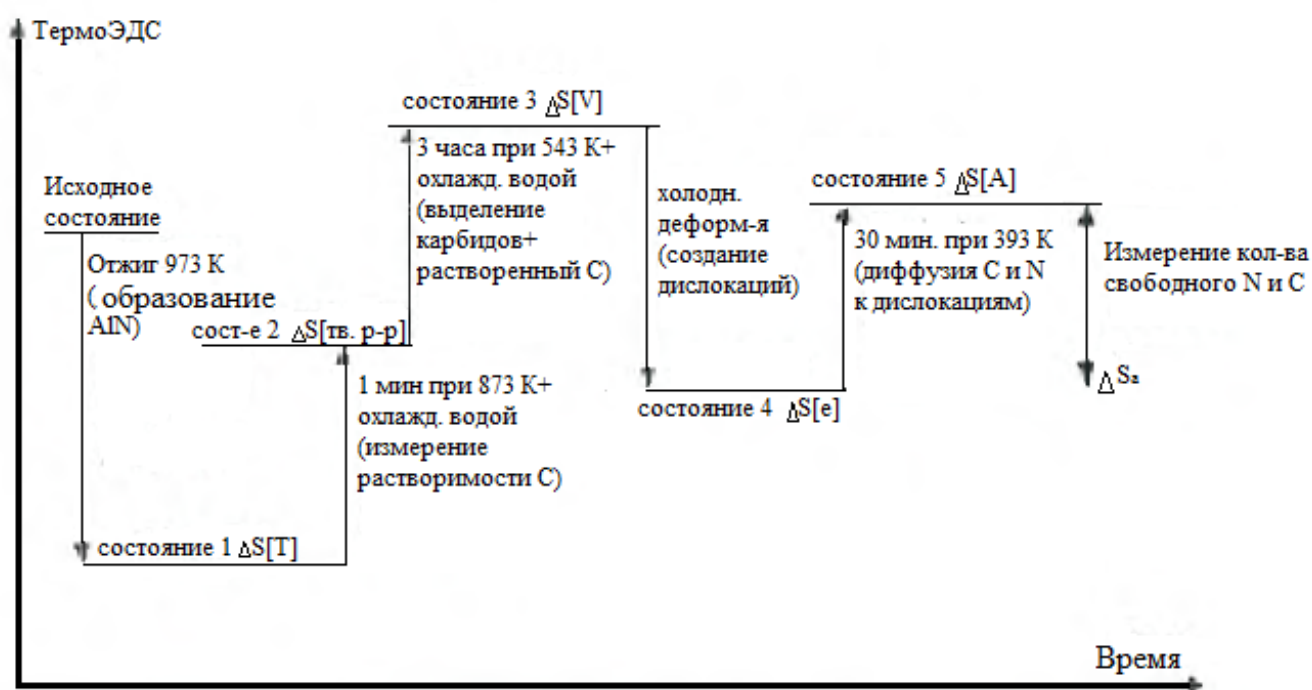 ТермоЭДС
состояние 3 ΔS[V]
3 часа при 543 К+
охлажд. водой
(выделение
карбидов+
растворенный С)
Исходное
состояние
Отжиг 973 К
(образование
AlN)
сост-е 2 ΔS[тв. р-р]
1 мин при 873 К+
охлажд. водой
(измерение
растворимости С)
состояние 1 ΔS[T]
холодн.
деформ-я
(создание
дислокаций)
состояние 4 ΔS[e]
состояние 5 ΔS[A]
30 мин. при 393 К
(диффузия С и N
к дислокациям)
Измерение кол-ва
свободного N и С
ΔSa
Время